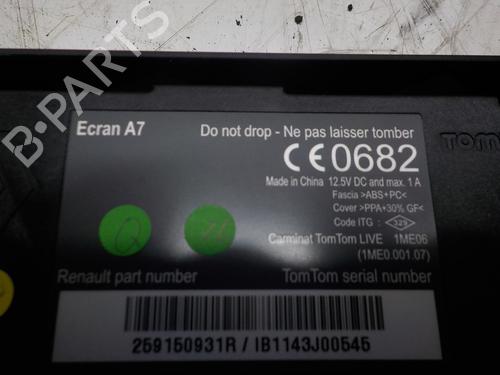 Ecran A7
Do not drop - Ne pas laisser tomber
CE0682
Made in China 12.5V DC and max. 1 A
Fascia >ABS+PC<
Cover >PPA+30% GF<
Code ITG : 329
Carminat TomTom LIVE 1ME06
(1ME0.001.07)
Renault part number
TomTom serial number
259150931R / IB1143J00545
TOM
B-PARTS